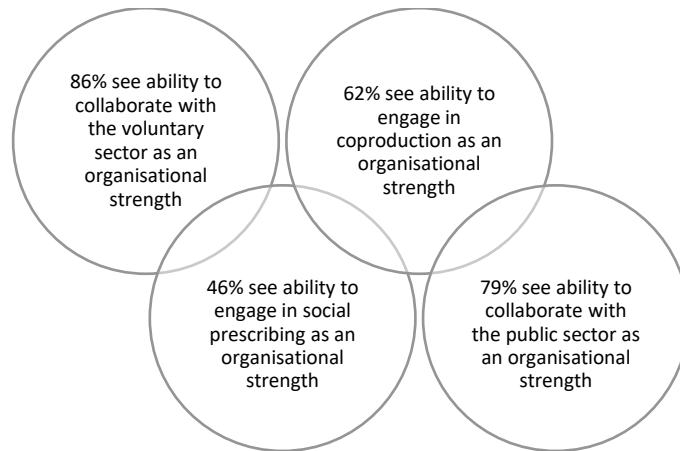 86% see ability to
collaborate with
the voluntary
sector as an
organisational
strength
62% see ability to
engage in
coproduction as an
organisational
strength
46% see ability to
engage in social
prescribing as an
organisational
strength
79% see ability to
collaborate with
the public sector as
an organisational
strength